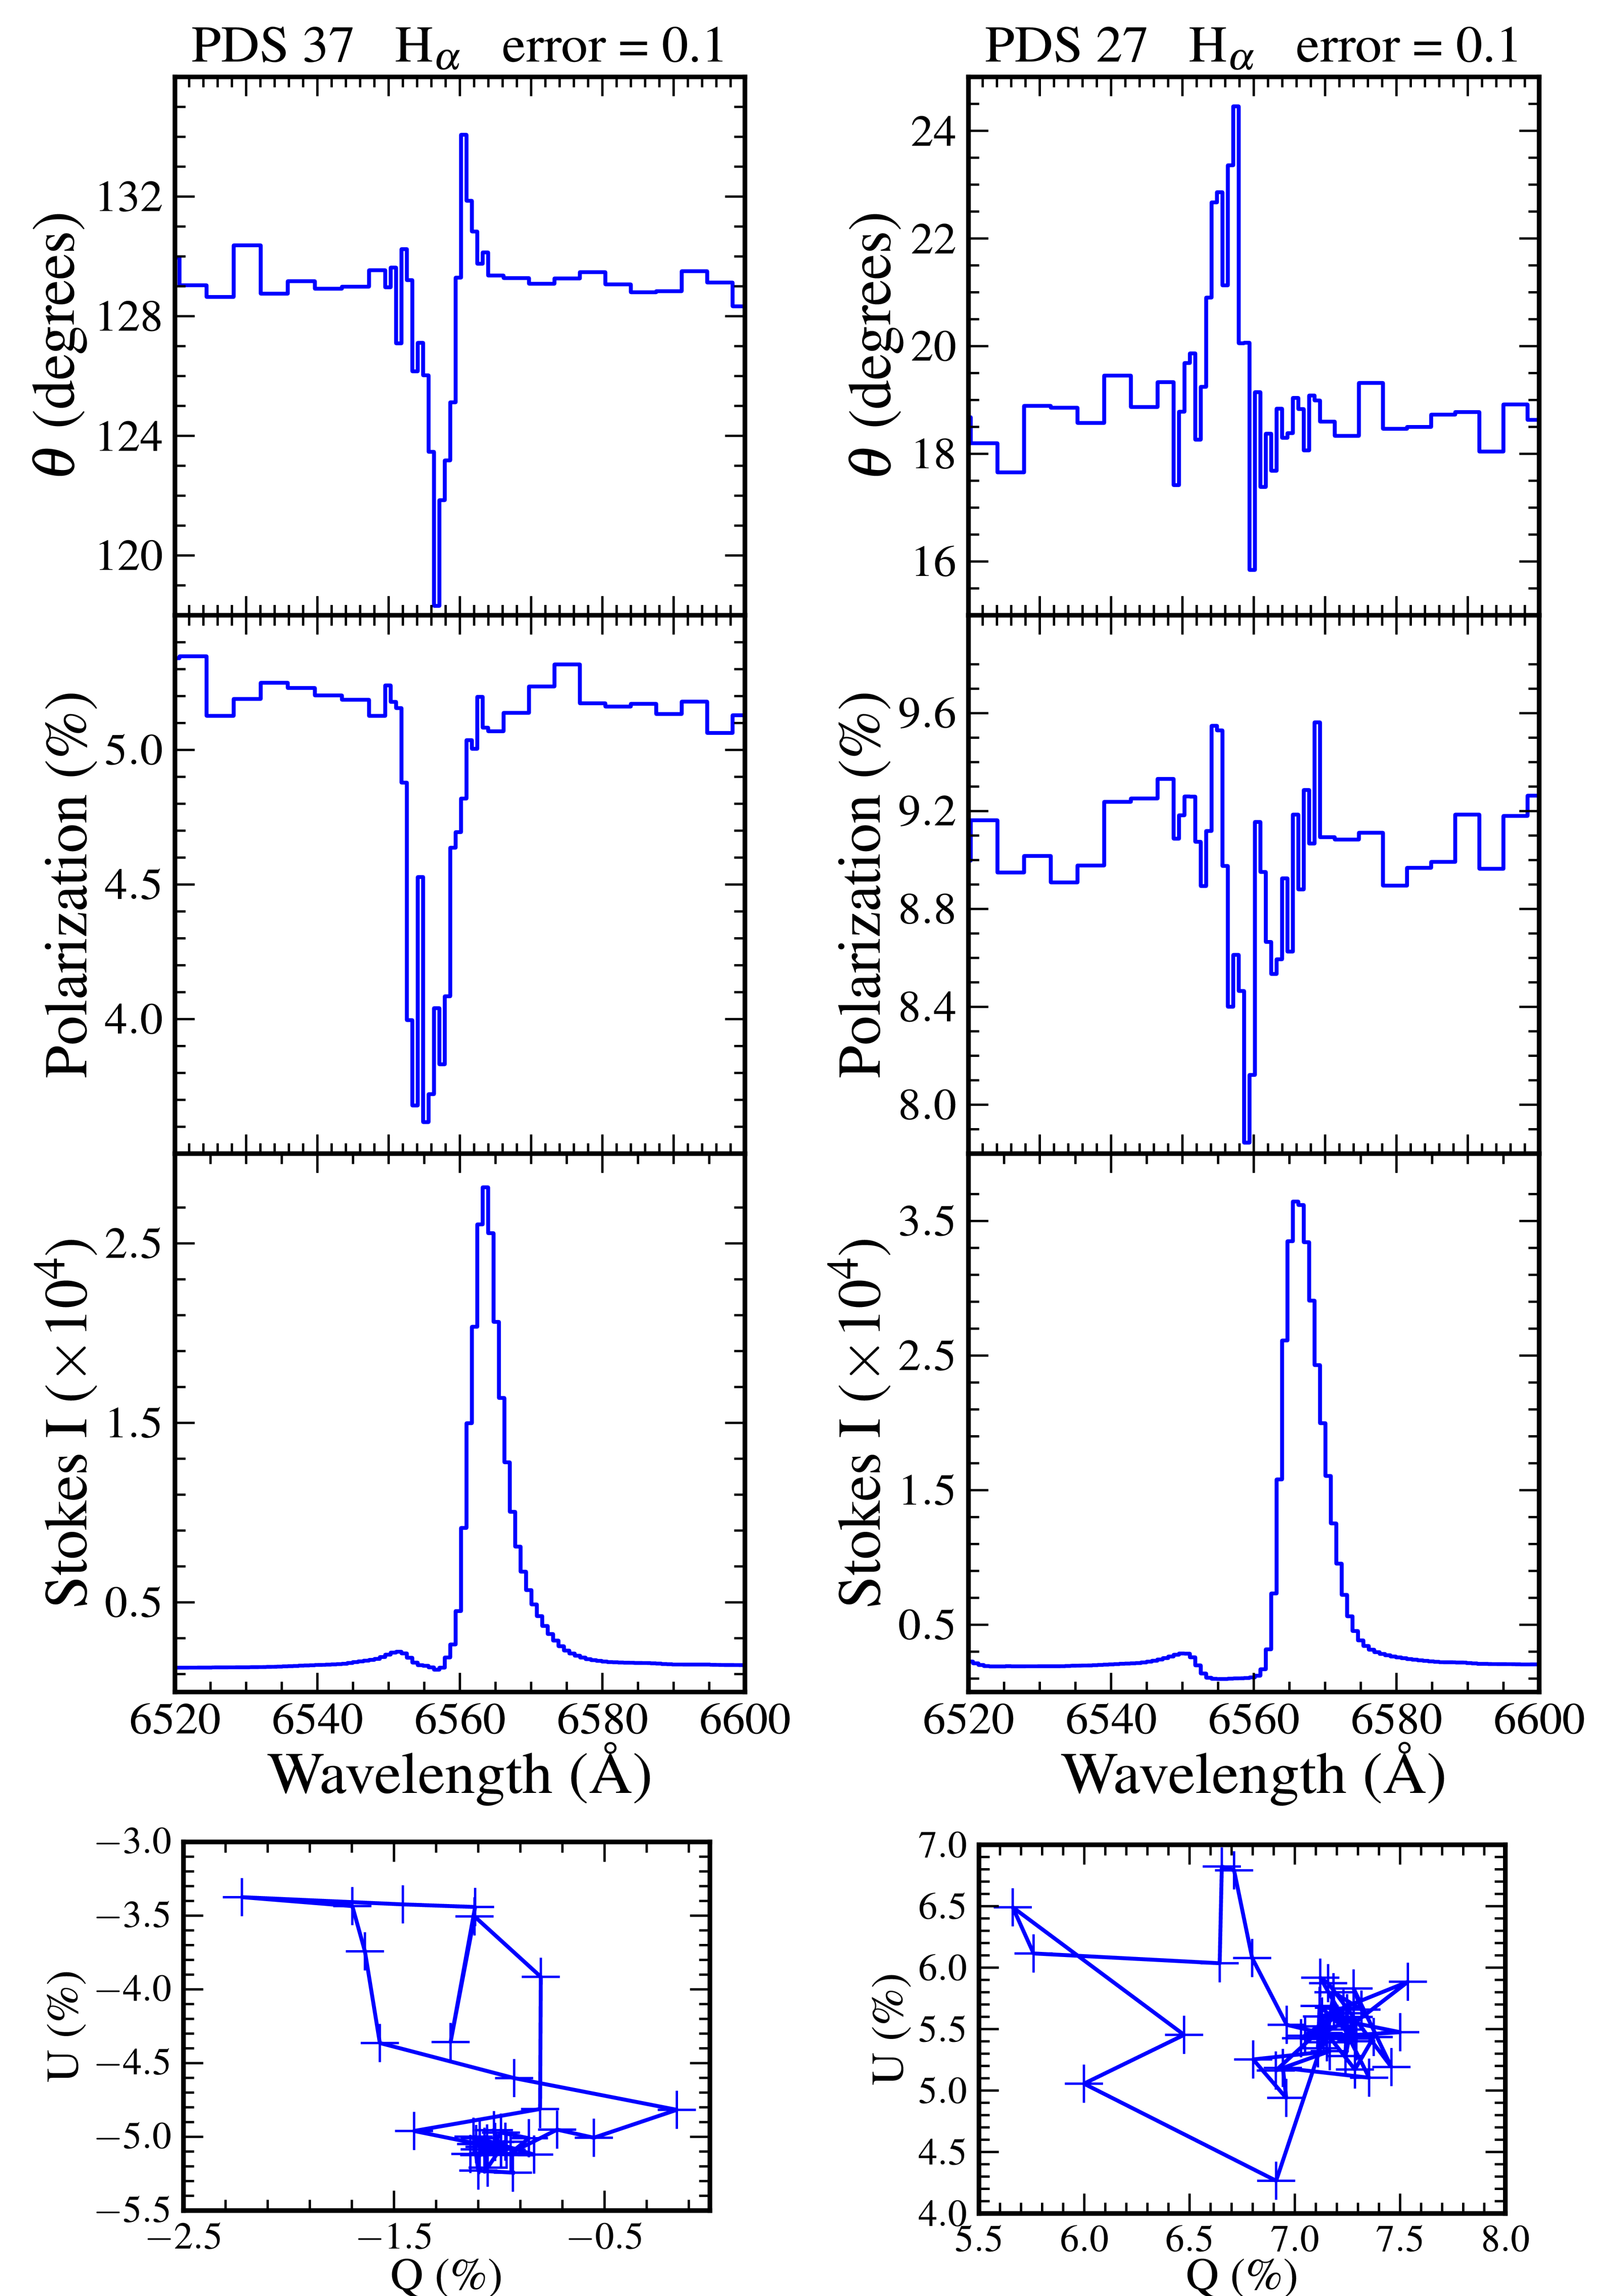 PDS 37 Hα error = 0.1
132
128
124
120
θ (degrees)
5.0
4.5
4.0
Polarization (%)
2.5
1.5
0.5
Stokes I (×10⁴)
6520 6540 6560 6580 6600
Wavelength (Å)
−3.0
−3.5
−4.0
−4.5
−5.0
−5.5
U (%)
−2.5 −1.5 −0.5
Q (%)
PDS 27 Hα error = 0.1
24
22
20
18
16
θ (degrees)
9.6
9.2
8.8
8.4
8.0
Polarization (%)
3.5
2.5
1.5
0.5
Stokes I (×10⁴)
6520 6540 6560 6580 6600
Wavelength (Å)
7.0
6.5
6.0
5.5
5.0
4.5
4.0
U (%)
5.5 6.0 6.5 7.0 7.5 8.0
Q (%)